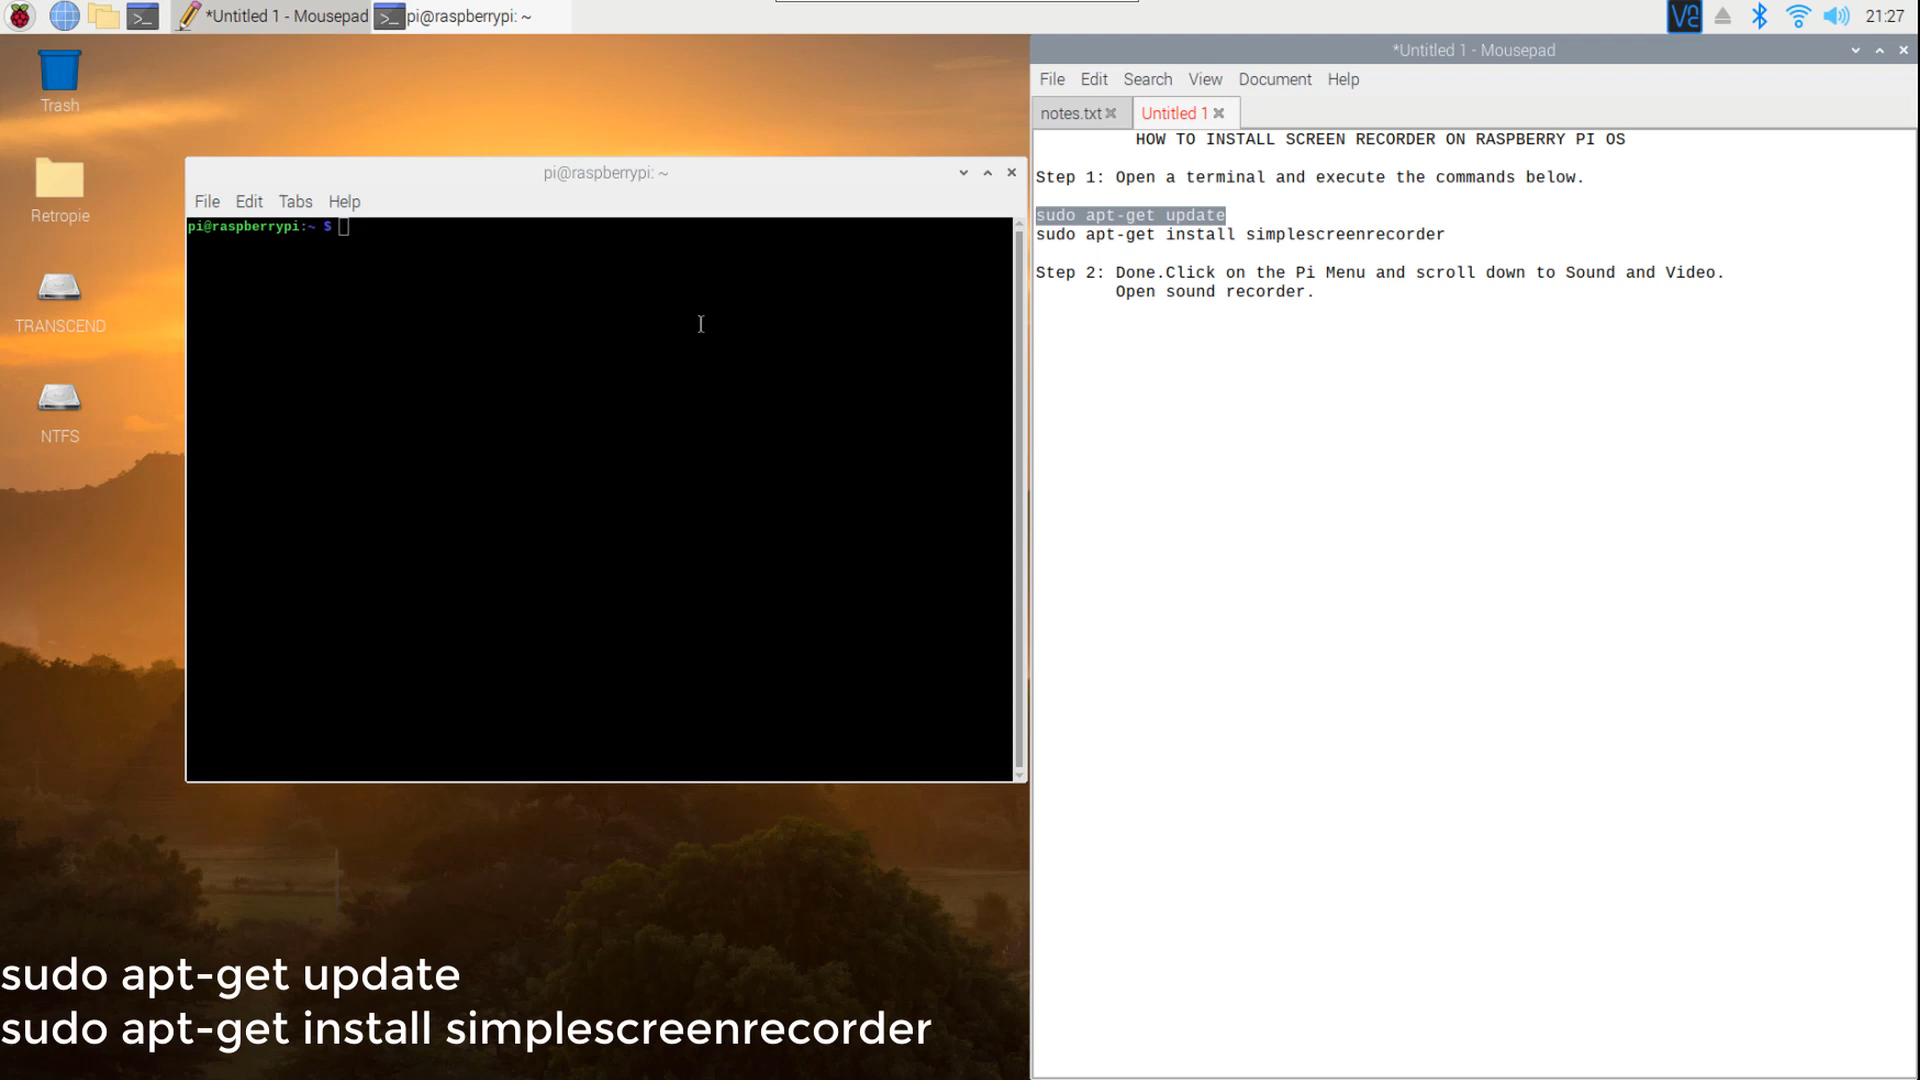 *Untitled 1 - Mousepad
pi@raspberrypi: ~
21:27
Trash
Retropie
TRANSCEND
NTFS
pi@raspberrypi: ~
File Edit Tabs Help
pi@raspberrypi:~ $
*Untitled 1 - Mousepad
File Edit Search View Document Help
notes.txt
Untitled 1
HOW TO INSTALL SCREEN RECORDER ON RASPBERRY PI OS
Step 1: Open a terminal and execute the commands below.
sudo apt-get update
sudo apt-get install simplescreenrecorder
Step 2: Done.Click on the Pi Menu and scroll down to Sound and Video.
Open sound recorder.
sudo apt-get update
sudo apt-get install simplescreenrecorder